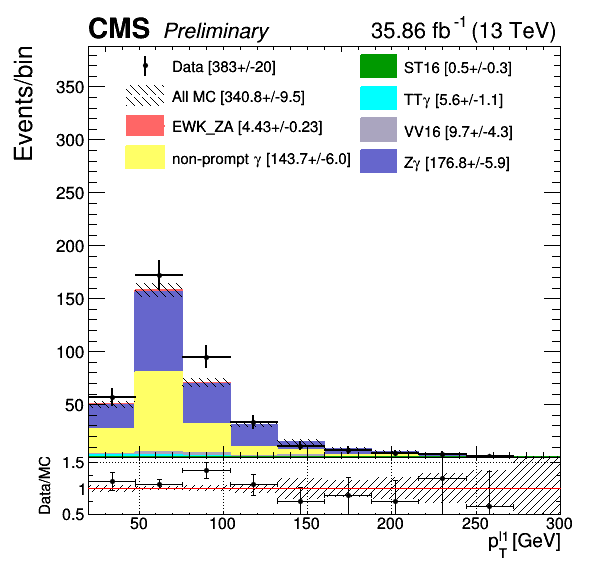 CMS Preliminary 35.86 fb⁻¹ (13 TeV)
Events/bin
Data [383+/-20]
All MC [340.8+/-9.5]
EWK_ZA [4.43+/-0.23]
non-prompt γ [143.7+/-6.0]
ST16 [0.5+/-0.3]
TTγ [5.6+/-1.1]
VV16 [9.7+/-4.3]
Zγ [176.8+/-5.9]
350
300
250
200
150
100
50
Data/MC
1.5
1
0.5
50 100 150 200 250 300
p_T^l1 [GeV]